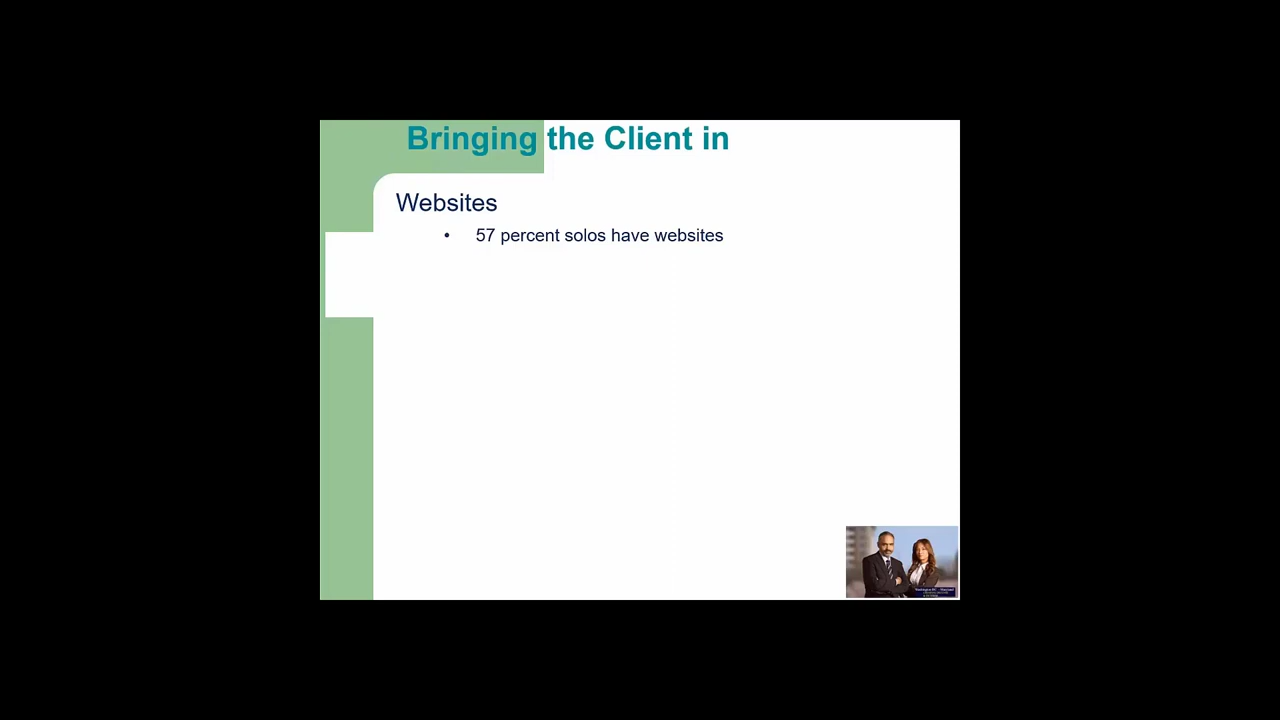 Bringing the Client in
Websites
• 57 percent solos have websites